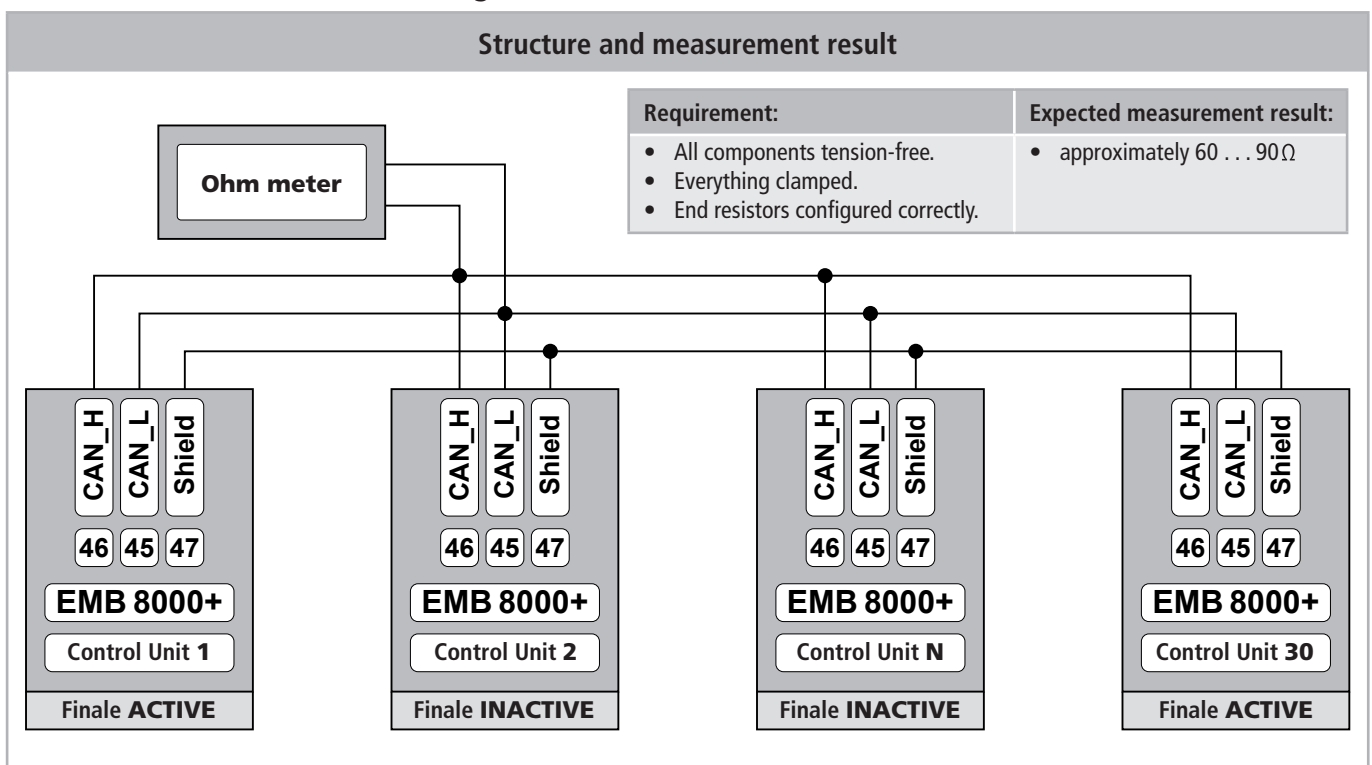 Structure and measurement result
Requirement:
Expected measurement result:
• All components tension-free.
• Everything clamped.
• End resistors configured correctly.
• approximately 60 . . . 90 Ω
Ohm meter
CAN_H
CAN_L
Shield
CAN_H
CAN_L
Shield
CAN_H
CAN_L
Shield
CAN_H
CAN_L
Shield
46 45 47
46 45 47
46 45 47
46 45 47
EMB 8000+
EMB 8000+
EMB 8000+
EMB 8000+
Control Unit 1
Control Unit 2
Control Unit N
Control Unit 30
Finale ACTIVE
Finale INACTIVE
Finale INACTIVE
Finale ACTIVE